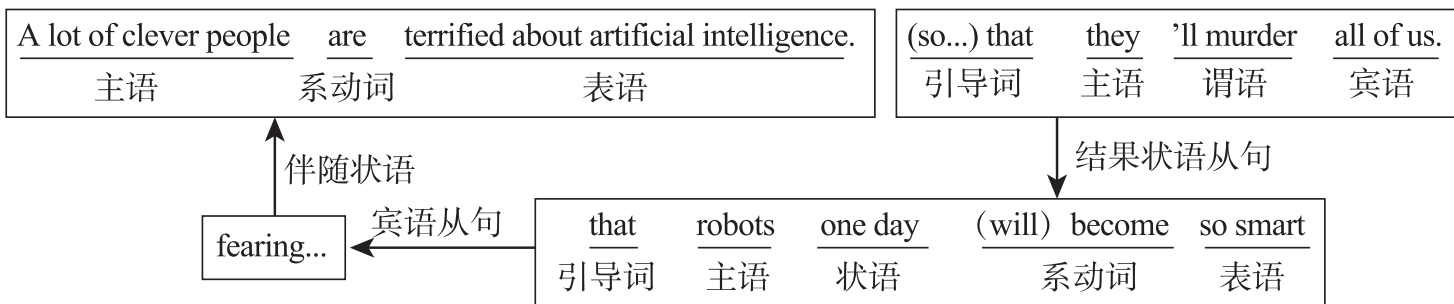 A lot of clever people are terrified about artificial intelligence.
主语 系动词 表语
(so...) that they ’ll murder all of us.
引导词 主语 谓语 宾语
伴随状语
结果状语从句
fearing...
宾语从句
that robots one day （will）become so smart
引导词 主语 状语 系动词 表语